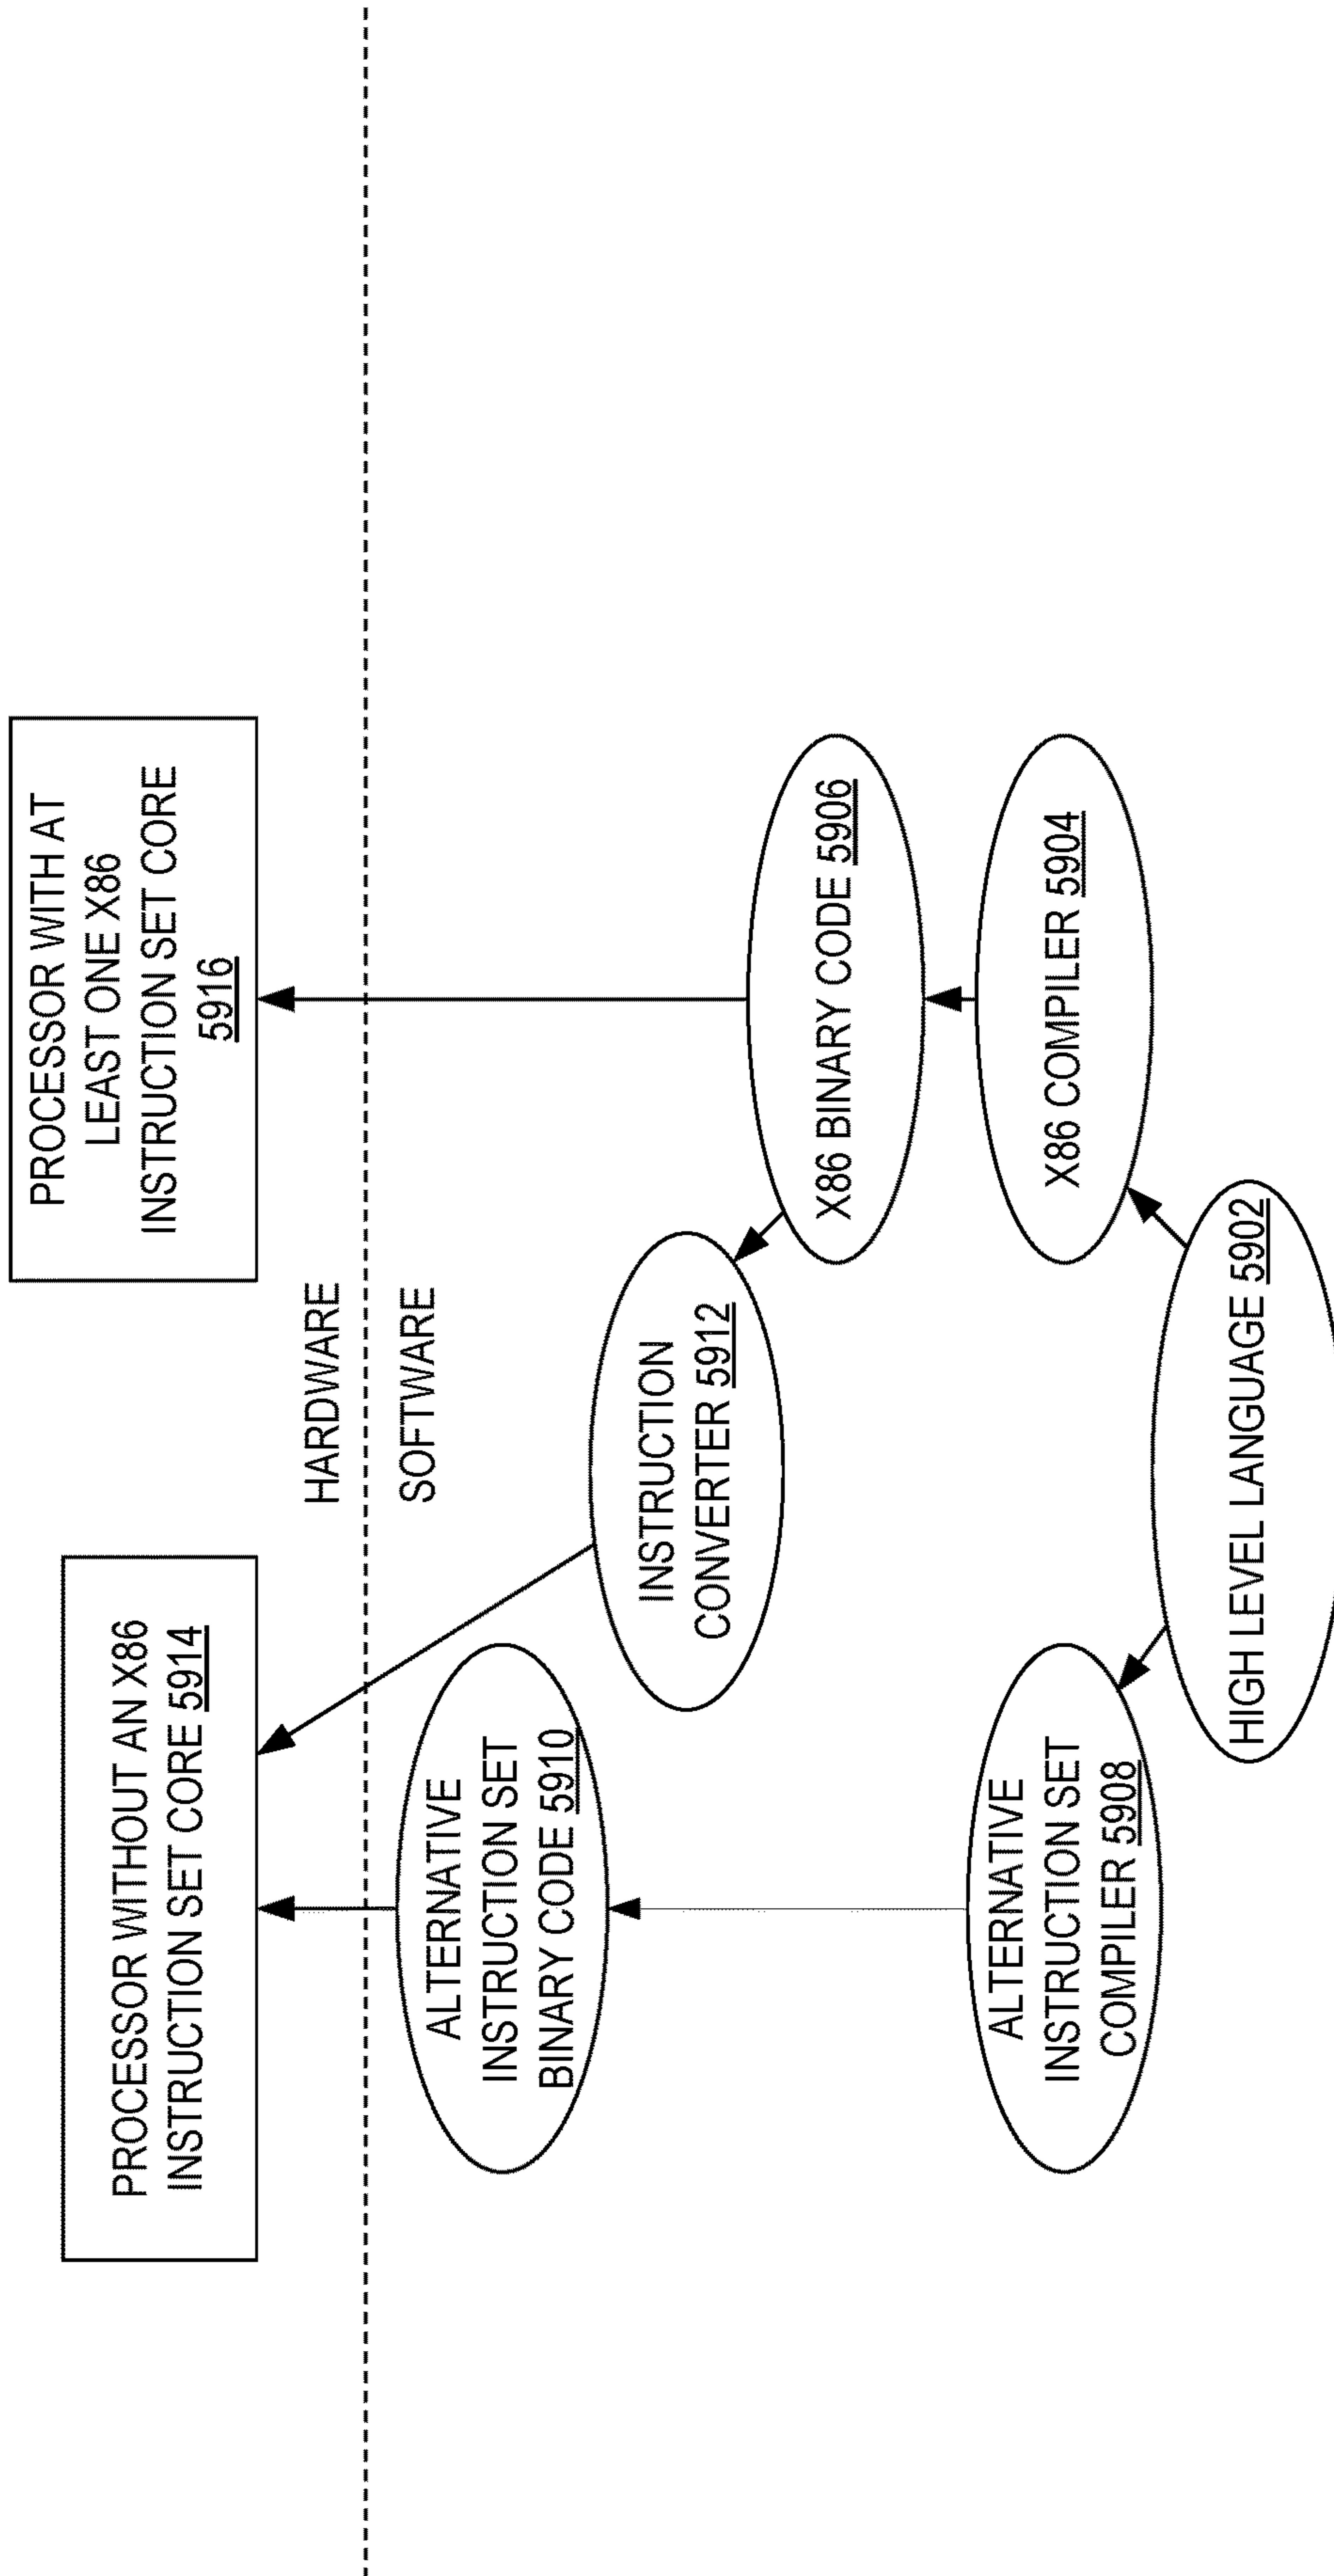 PROCESSOR WITHOUT AN X86
INSTRUCTION SET CORE 5914
PROCESSOR WITH AT
LEAST ONE X86
INSTRUCTION SET CORE
5916
HARDWARE
SOFTWARE
ALTERNATIVE
INSTRUCTION SET
BINARY CODE 5910
INSTRUCTION
CONVERTER 5912
X86 BINARY CODE 5906
ALTERNATIVE
INSTRUCTION SET
COMPILER 5908
X86 COMPILER 5904
HIGH LEVEL LANGUAGE 5902